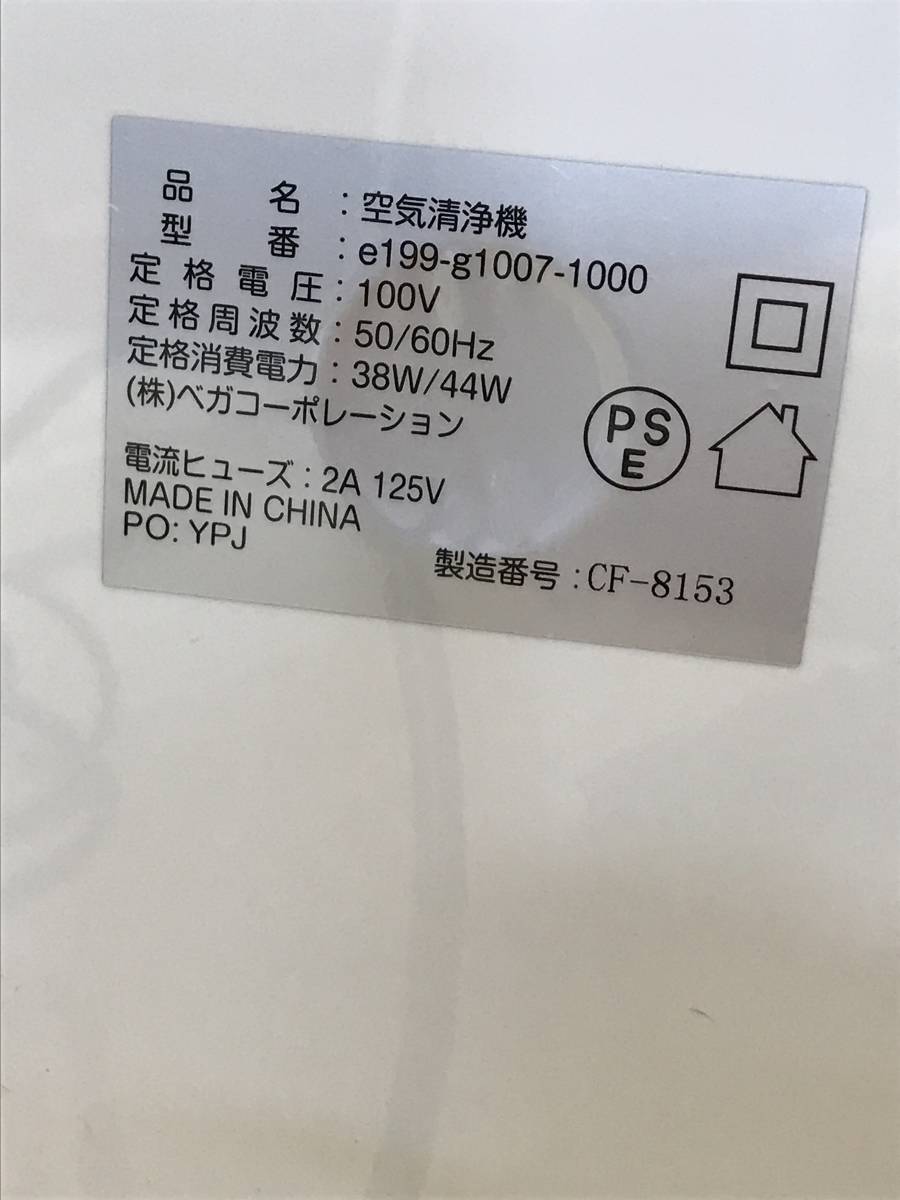 品名:空気清浄機
型番:e199-g1007-1000
定格電圧:100V
定格周波数:50/60Hz
定格消費電力:38W/44W
(株)ベガコーポレーション
PS
E
電流ヒューズ:2A 125V
MADE IN CHINA
PO: YPJ
製造番号:CF-8153